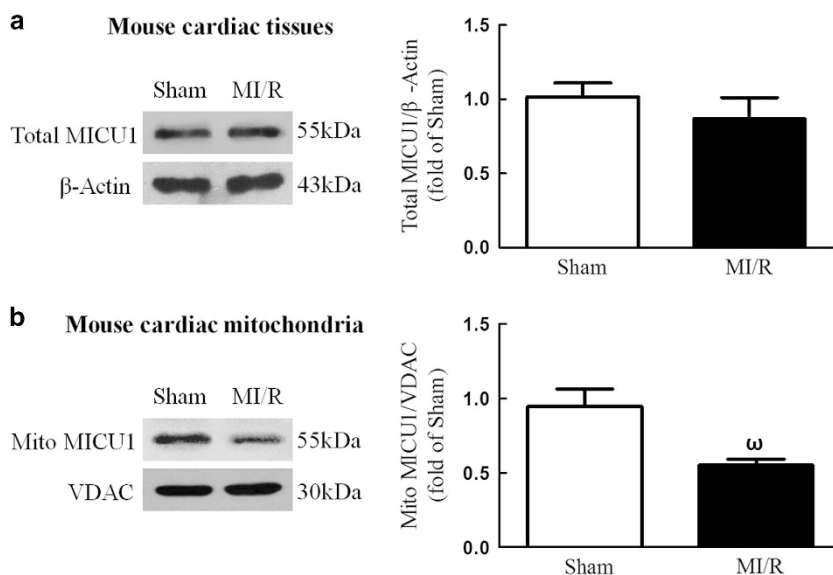 a
Mouse cardiac tissues
Sham MI/R
Total MICU1 55kDa
β-Actin 43kDa
Total MICU1/β -Actin
(fold of Sham)
1.5
1.0
0.5
0.0
Sham MI/R
b
Mouse cardiac mitochondria
Sham MI/R
Mito MICU1 55kDa
VDAC 30kDa
Mito MICU1/VDAC
(fold of Sham)
1.5
1.0
0.5
0.0
ω
Sham MI/R